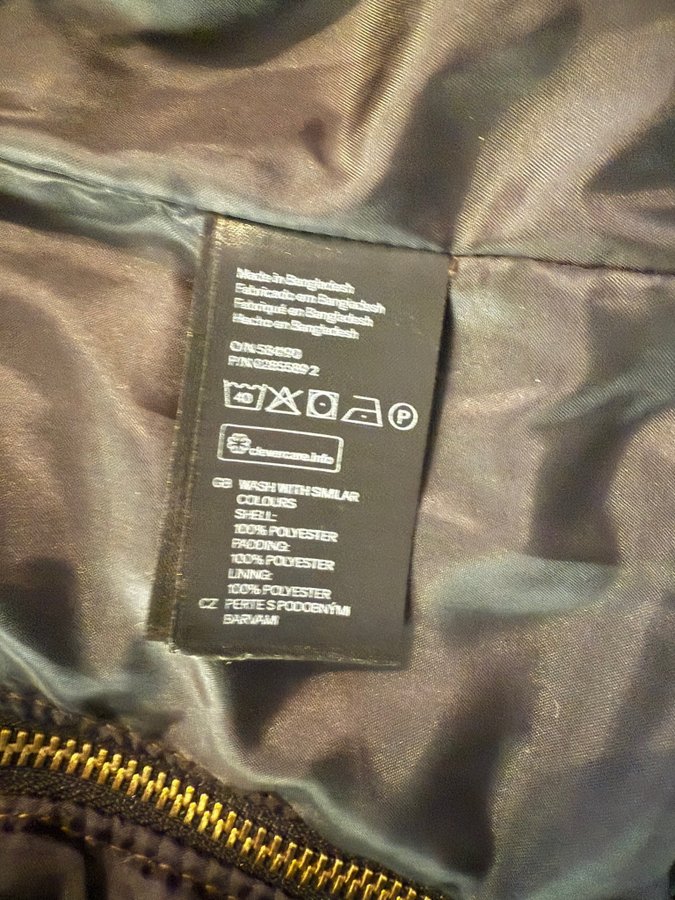 Made in Bangladesh
Fabricado em Bangladesh
Fabriqué en Bangladesh
Hecho en Bangladesh
O/N:
P/N:
40
P
clevercare.info
GB WASH WITH SIMILAR
COLOURS
SHELL:
100% POLYESTER
PADDING:
100% POLYESTER
LINING:
100% POLYESTER
CZ PERTE S PODOBNÝMI
BARVAMI